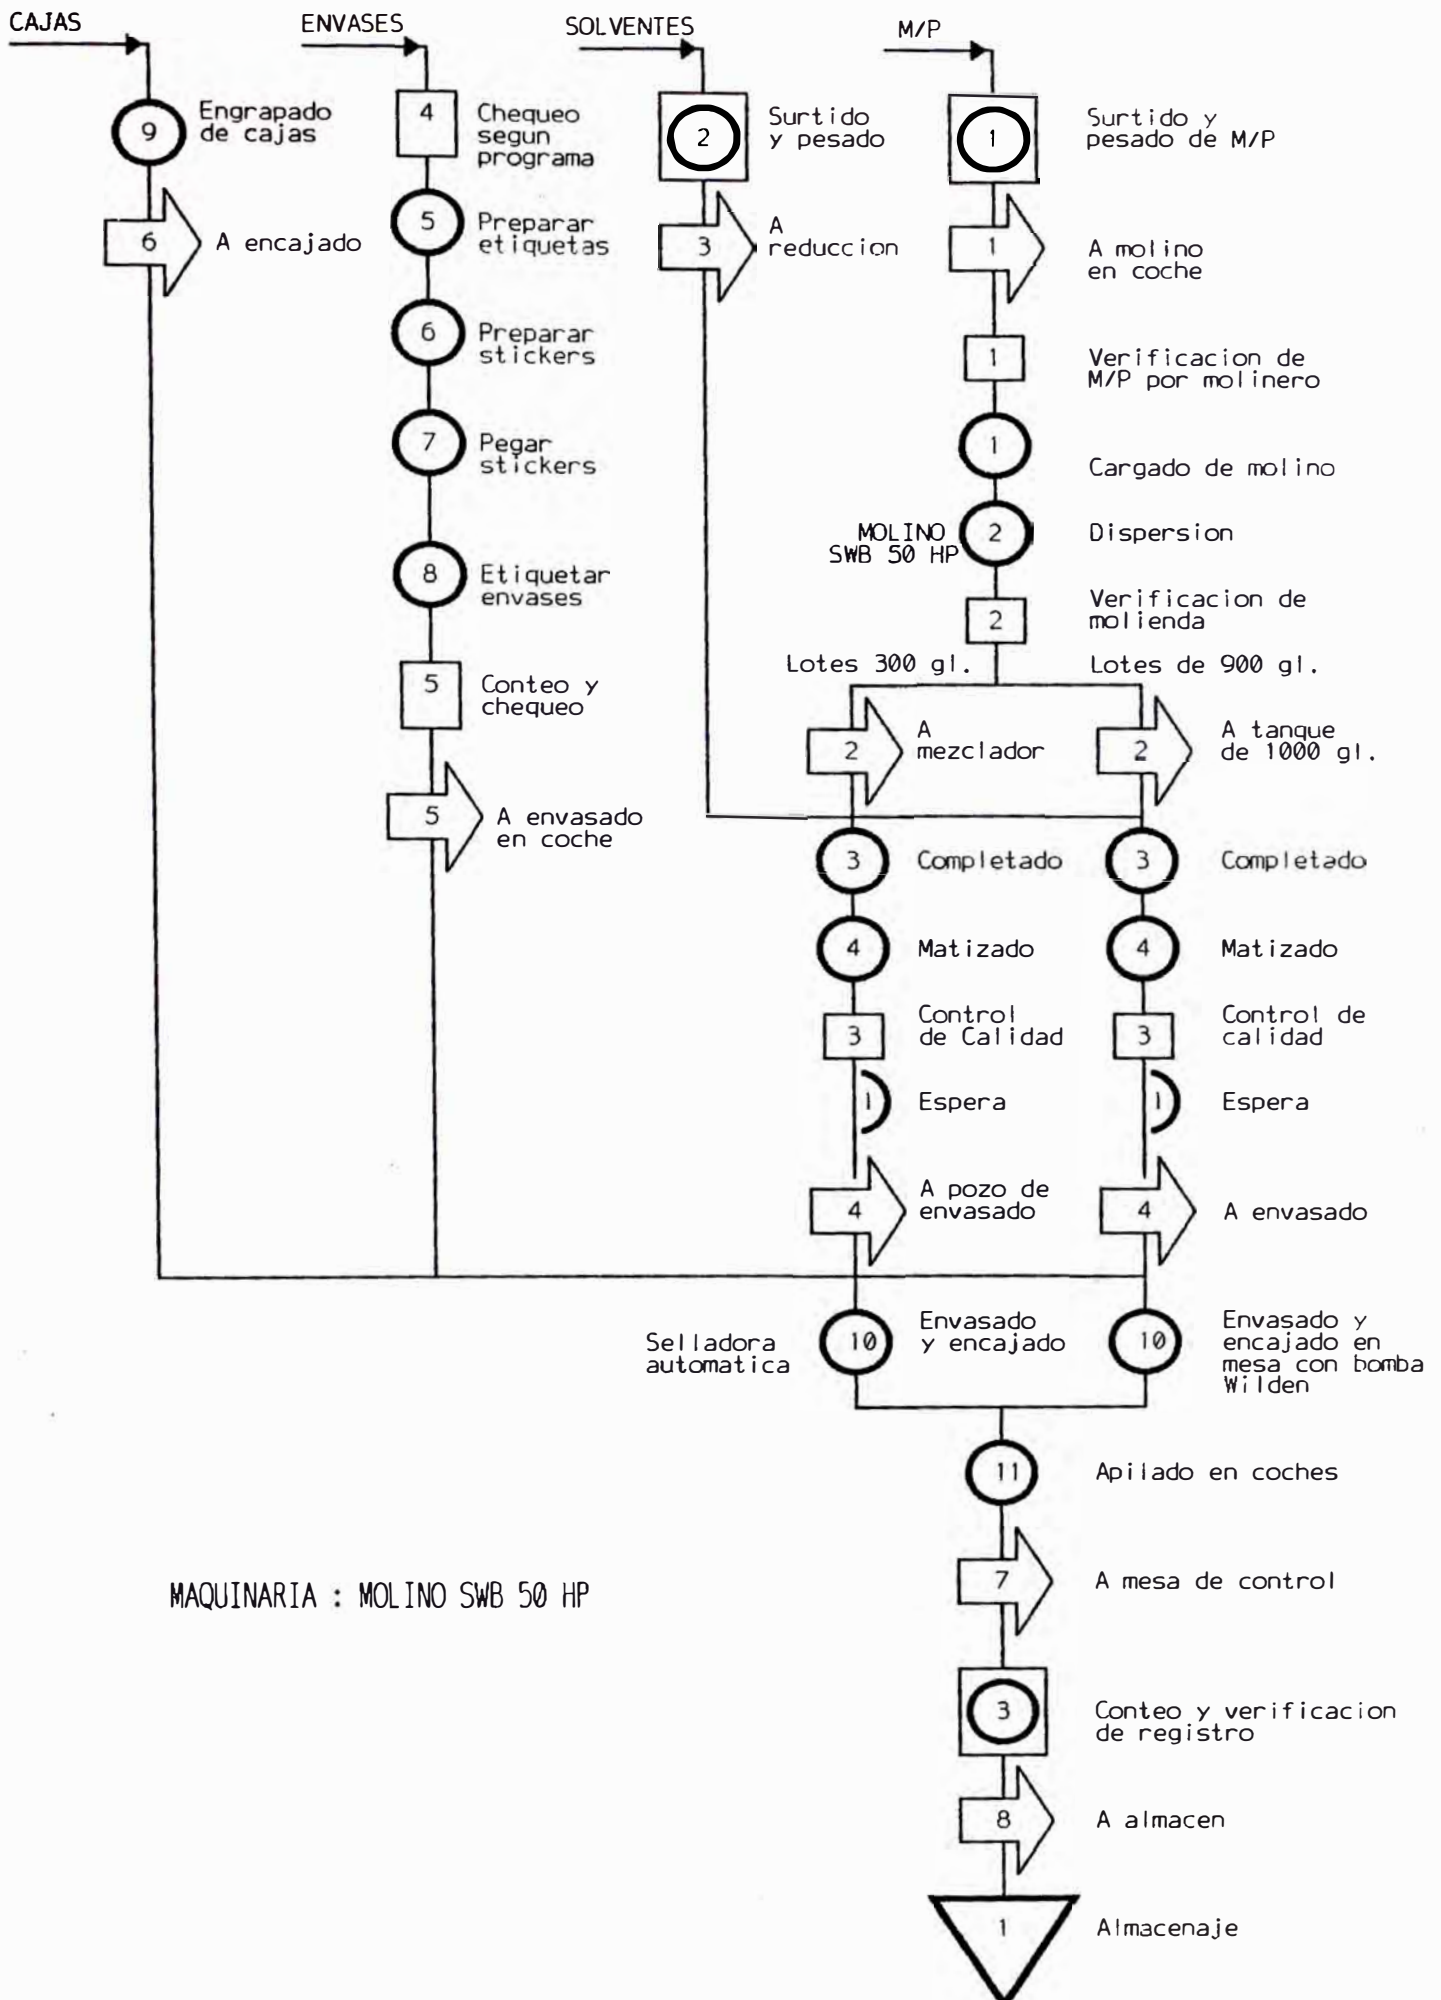 CAJAS
9
Engrapado
de cajas
6
A encajado
ENVASES
4
Chequeo
segun
programa
5
Preparar
etiquetas
6
Preparar
stickers
7
Pegar
stickers
8
Etiquetar
envases
5
Conteo y
chequeo
5
A envasado
en coche
SOLVENTES
2
Surtido
y pesado
3
A
reduccion
M/P
1
Surtido y
pesado de M/P
1
A molino
en coche
1
Verificacion de
M/P por molinero
1
Cargado de molino
MOLINO
SWB 50 HP
2
Dispersion
2
Verificacion de
molienda
Lotes 300 gl.
Lotes de 900 gl.
2
A
mezclador
2
A tanque
de 1000 gl.
3
Completado
3
Completado
4
Matizado
4
Matizado
3
Control
de Calidad
3
Control de
calidad
1
Espera
1
Espera
4
A pozo de
envasado
4
A envasado
Selladora
automatica
10
Envasado
y encajado
10
Envasado y
encajado en
mesa con bomba
Wilden
11
Apilado en coches
7
A mesa de control
MAQUINARIA : MOLINO SWB 50 HP
3
Conteo y verificacion
de registro
8
A almacen
1
Almacenaje